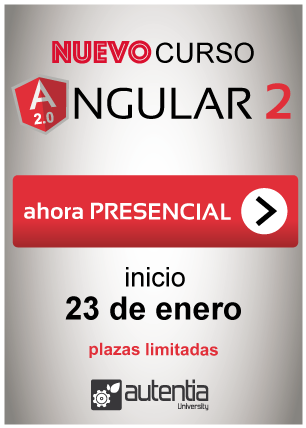 NUEVO CURSO
A NGULAR 2
2.0
ahora PRESENCIAL
inicio
23 de enero
plazas limitadas
autentia
University